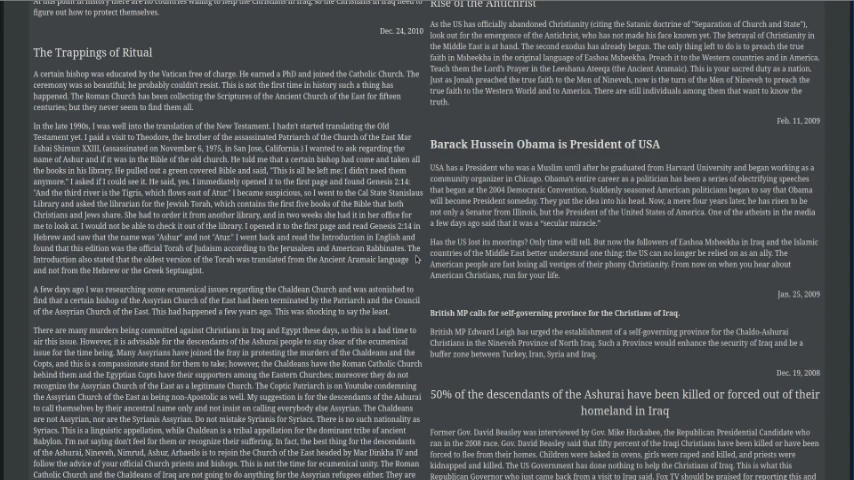 figure out how to protect themselves.
Dec. 24, 2010
The Trappings of Ritual
A certain bishop was educated by the Vatican free of charge. He earned a PhD and joined the Catholic Church. The
ceremony was so beautiful; he probably couldn't resist. This is not the first time in history such a thing has
happened. The Roman Church has been collecting the Scriptures of the Ancient Church of the East for fifteen
centuries; but they never seem to find them all.
In the late 1990s, I was well into the translation of the New Testament. I hadn't started translating the Old
Testament yet. I paid a visit to Theodore, the brother of the assassinated Patriarch of the Church of the East Mar
Eshai Shimun XXIII, (assassinated on November 6, 1975, in San Jose, California.) I wanted to ask regarding the
name of Ashur and if it was in the Bible of the old church. He told me that a certain bishop had come and taken all
the books in his library. He pulled out a green covered Bible and said, "This is all he left me; I didn't need them
anymore." I asked if I could see it. He said, yes. I immediately opened it to the first page and found Genesis 2:14:
"And the third river is the Tigris, which flows east of Atur." I became suspicious, so I went to the Cal State Stanislaus
Library and asked the librarian for the Jewish Torah, which contains the first five books of the Bible that both
Christians and Jews share. She had to order it from another library, and in two weeks she had it in her office for
me to look at. I would not be able to check it out of the library. I opened it to the first page and read Genesis 2:14 in
Hebrew and saw that the name was "Ashur" and not "Atur." I went back and read the Introduction in English and
found that this edition was the official Torah of Judaism according to the Jerusalem and American Rabbinates. The
Introduction also stated that the oldest version of the Torah was translated from the Ancient Aramaic language
and not from the Hebrew or the Greek Septuagint.
A few days ago I was researching some ecumenical issues regarding the Chaldean Church and was astonished to
find that a certain bishop of the Assyrian Church of the East had been terminated by the Patriarch and the Council
of the Assyrian Church of the East. This had happened a few years ago. This was shocking to say the least.
There are many murders being committed against Christians in Iraq and Egypt these days, so this is a bad time to
air this issue. However, it is advisable for the descendants of the Ashurai people to stay clear of the ecumenical
issue for the time being. Many Assyrians have joined the fray in protesting the murders of the Chaldeans and the
Copts, and this is a compassionate stand for them to take; however, the Chaldeans have the Roman Catholic Church
behind them and the Egyptian Copts have their supporters among the Eastern Churches; moreover they do not
recognize the Assyrian Church of the East as a legitimate Church. The Coptic Patriarch is on Youtube condemning
the Assyrian Church of the East as being non-Apostolic as well. My suggestion is for the descendants of the Ashurai
to call themselves by their ancestral name only and not insist on calling everybody else Assyrian. The Chaldeans
are not Assyrian, nor are the Syrianis Assyrian. Do not mistake Syrianis for Syriacs. There is no such nationality as
Syriacs. This is a linguistic appellation, while Chaldean is a tribal appellation for the dominant tribe of ancient
Babylon. I'm not saying don't feel for them or recognize their suffering. In fact, the best thing for the descendants
of the Ashurai, Nineveh, Nimrud, Ashur, Arbaeilo is to rejoin the Church of the East headed by Mar Dinkha IV and
follow the advice of your official Church priests and bishops. This is not the time for ecumenical unity. The Roman
Catholic Church and the Chaldeans of Iraq are not going to do anything for the Assyrian refugees either. They are
Rise of the Antichrist
As the US has officially abandoned Christianity (citing the Satanic doctrine of "Separation of Church and State"),
look out for the emergence of the Antichrist, who has not made his face known yet. The betrayal of Christianity in
the Middle East is at hand. The second exodus has already begun. The only thing left to do is to preach the true
faith in Msheekha in the original language of Eashoa Msheekha. Preach it to the Western countries and in America.
Teach them the Lord's Prayer in the Leeshana Ateeqa (the Ancient Aramaic). This is your sacred duty as a nation.
Just as Jonah preached the true faith to the Men of Nineveh, now is the turn of the Men of Nineveh to preach the
true faith to the Western World and to America. There are still individuals among them that want to know the
truth.
Feb. 11, 2009
Barack Hussein Obama is President of USA
USA has a President who was a Muslim until after he graduated from Harvard University and began working as a
community organizer in Chicago. Obama's entire career as a politician has been a series of electrifying speeches
that began at the 2004 Democratic Convention. Suddenly seasoned American politicians began to say that Obama
will become President someday. They put the idea into his head. Now, a mere four years later, he has risen to be
not only a Senator from Illinois, but the President of the United States of America. One of the atheists in the media
a few days ago said that it was a "secular miracle."
Has the US lost its moorings? Only time will tell. But now the followers of Eashoa Msheekha in Iraq and the Islamic
countries of the Middle East better understand one thing: the US can no longer be relied on as an ally. The
American people are fast losing all vestiges of their phony Christianity. From now on when you hear about
American Christians, run for your life.
Jan. 25, 2009
British MP calls for self-governing province for the Christians of Iraq.
British MP Edward Leigh has urged the establishment of a self-governing province for the Chaldo-Ashurai
Christians in the Nineveh Province of North Iraq. Such a Province would enhance the security of Iraq and be a
buffer zone between Turkey, Iran, Syria and Iraq.
Dec. 19, 2008
50% of the descendants of the Ashurai have been killed or forced out of their
homeland in Iraq
Former Gov. David Beasley was interviewed by Gov. Mike Huckabee, the Republican Presidential Candidate who
ran in the 2008 race. Gov. David Beasley said that fifty percent of the Iraqi Christians have been killed or have been
forced to flee from their homes. Children were baked in ovens, girls were raped and killed, and priests were
kidnapped and killed. The US Government has done nothing to help the Christians of Iraq. This is what this
Republican Governor who just came back from a visit to Iraq said. Fox TV should be praised for reporting this and